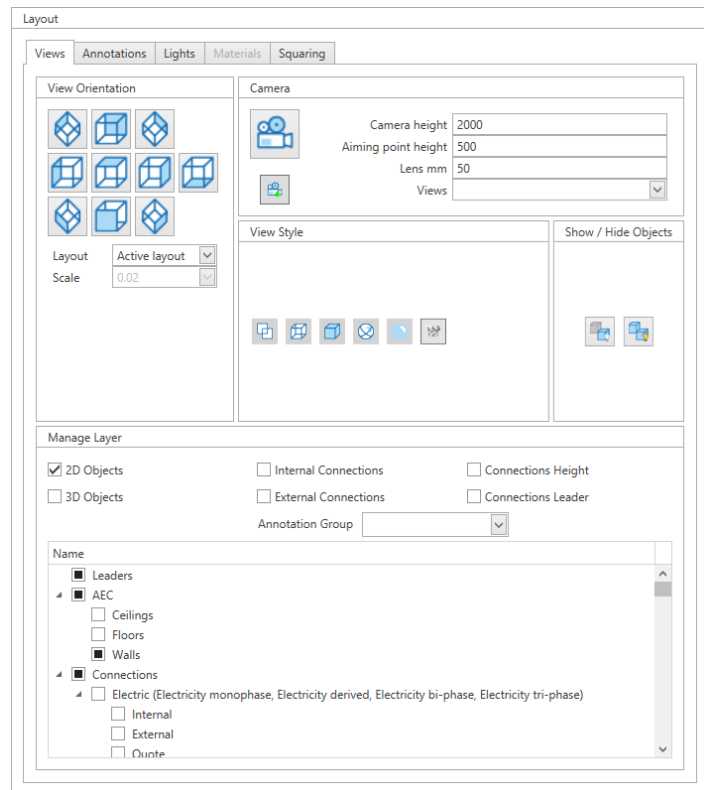 Layout
Views Annotations Lights Materials Squaring
View Orientation
Layout Active layout
Scale 0.02
Camera
Camera height 2000
Aiming point height 500
Lens mm 50
Views
View Style
Show / Hide Objects
Manage Layer
2D Objects Internal Connections Connections Height
3D Objects External Connections Connections Leader
Annotation Group
Name
Leaders
AEC
Ceilings
Floors
Walls
Connections
Electric (Electricity monophase, Electricity derived, Electricity bi-phase, Electricity tri-phase)
Internal
External
Quote